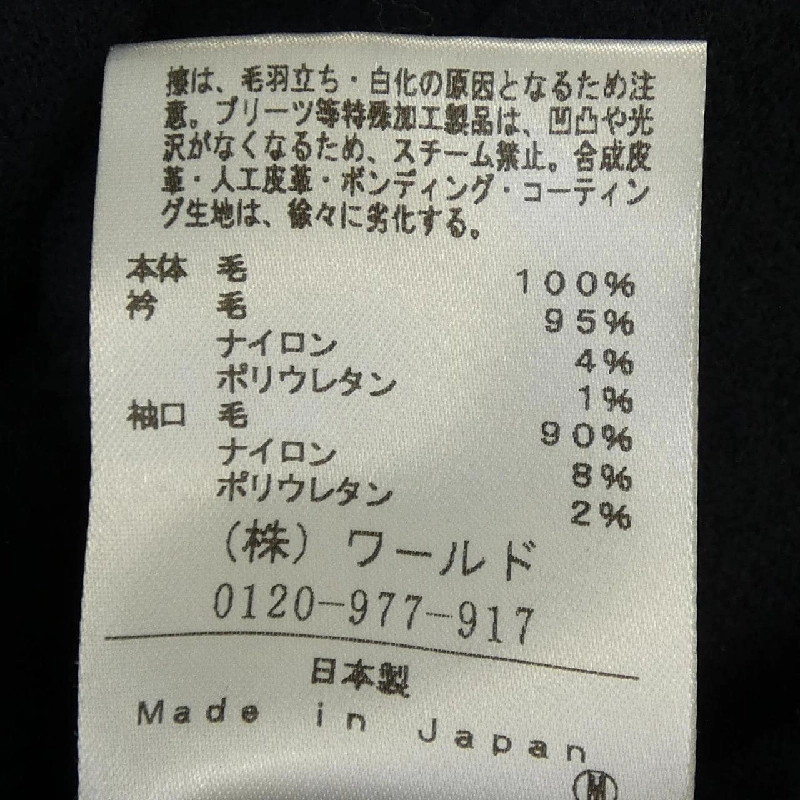 擦は、毛羽立ち・白化の原因となるため注
意。プリーツ等特殊加工製品は、凹凸や光
沢がなくなるため、スチーム禁止。合成皮
革・人工皮革・ボンディング・コーティン
グ生地は、徐々に劣化する。
本体 毛 100%
衿 毛 95%
ナイロン 4%
ポリウレタン 1%
袖口 毛 90%
ナイロン 8%
ポリウレタン 2%
(株) ワールド
0120-977-917
日本製
Made in Japan
Ⓜ